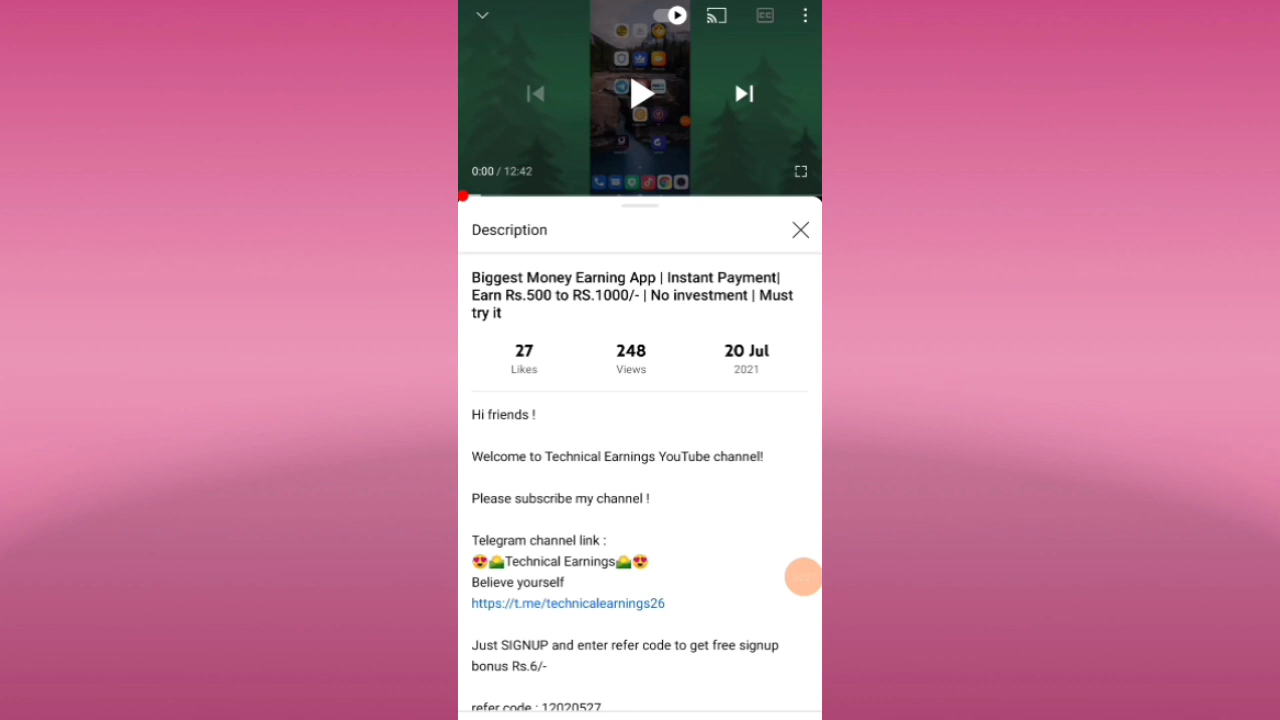 CC
0:00 / 12:42
Description
Biggest Money Earning App | Instant Payment|
Earn Rs.500 to RS.1000/- | No investment | Must
try it
27 248 20 Jul
Likes Views 2021
Hi friends !
Welcome to Technical Earnings YouTube channel!
Please subscribe my channel !
Telegram channel link :
😍🤑Technical Earnings🤑😍
Believe yourself
https://t.me/technicalearnings26
Just SIGNUP and enter refer code to get free signup
bonus Rs.6/-
refer code : 12020527